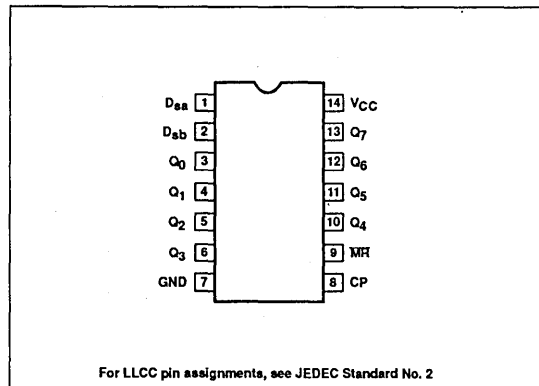 Dsa 1 14 VCC
Dsb 2 13 Q7
Q0 3 12 Q6
Q1 4 11 Q5
Q2 5 10 Q4
Q3 6 9 M̅R̅
GND 7 8 CP
For LLCC pin assignments, see JEDEC Standard No. 2